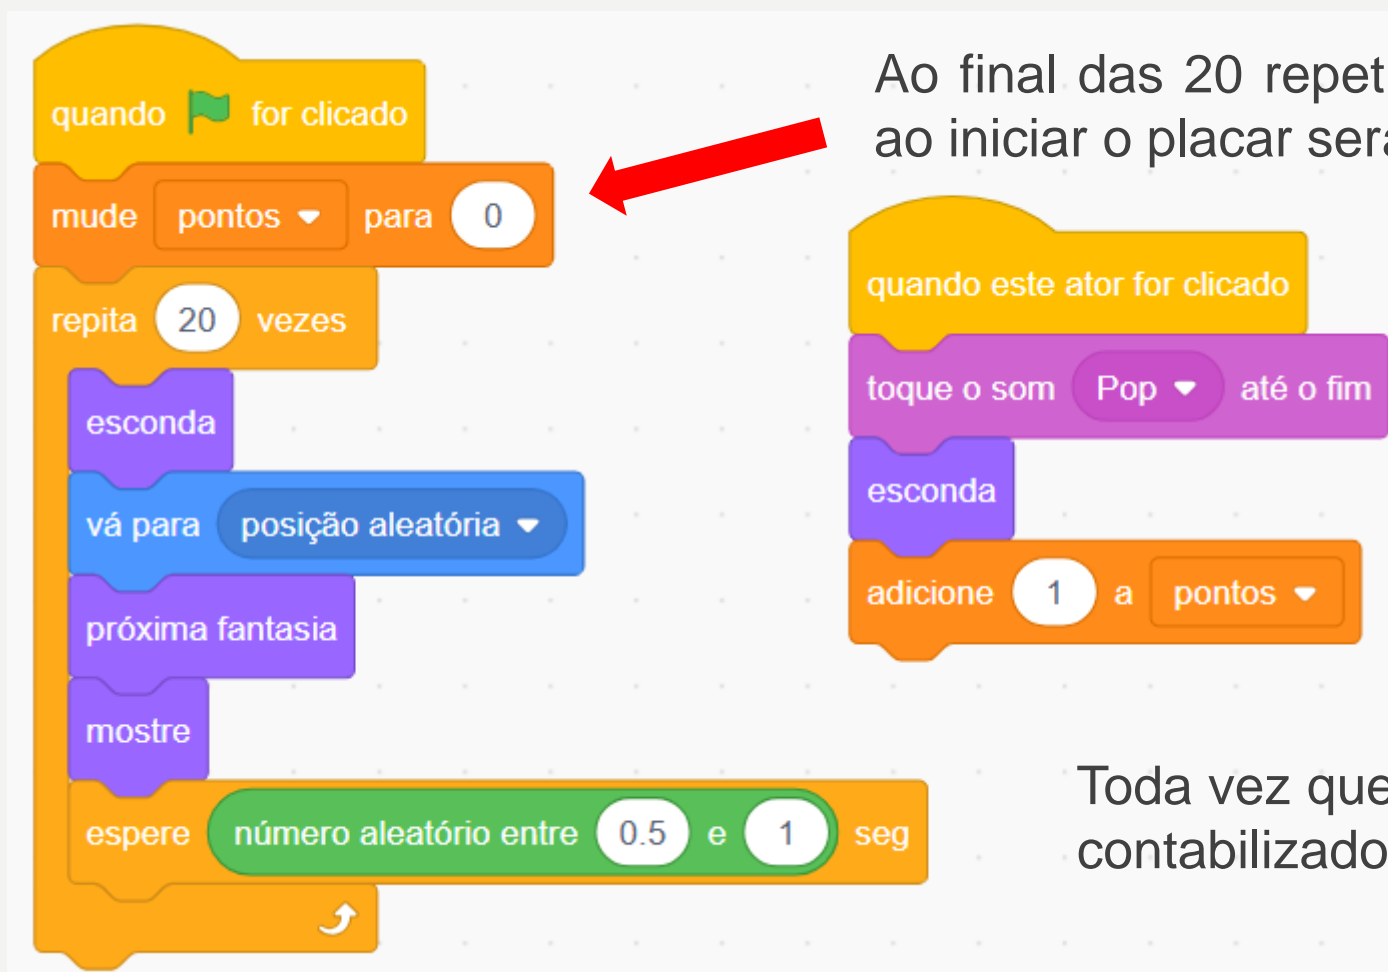 quando for clicado
mude pontos para 0
repita 20 vezes
esconda
vá para posição aleatória
próxima fantasia
mostre
espere número aleatório entre 0.5 e 1 seg
Ao final das 20 repet
ao iniciar o placar será
quando este ator for clicado
toque o som Pop até o fim
esconda
adicione 1 a pontos
Toda vez que
contabilizado